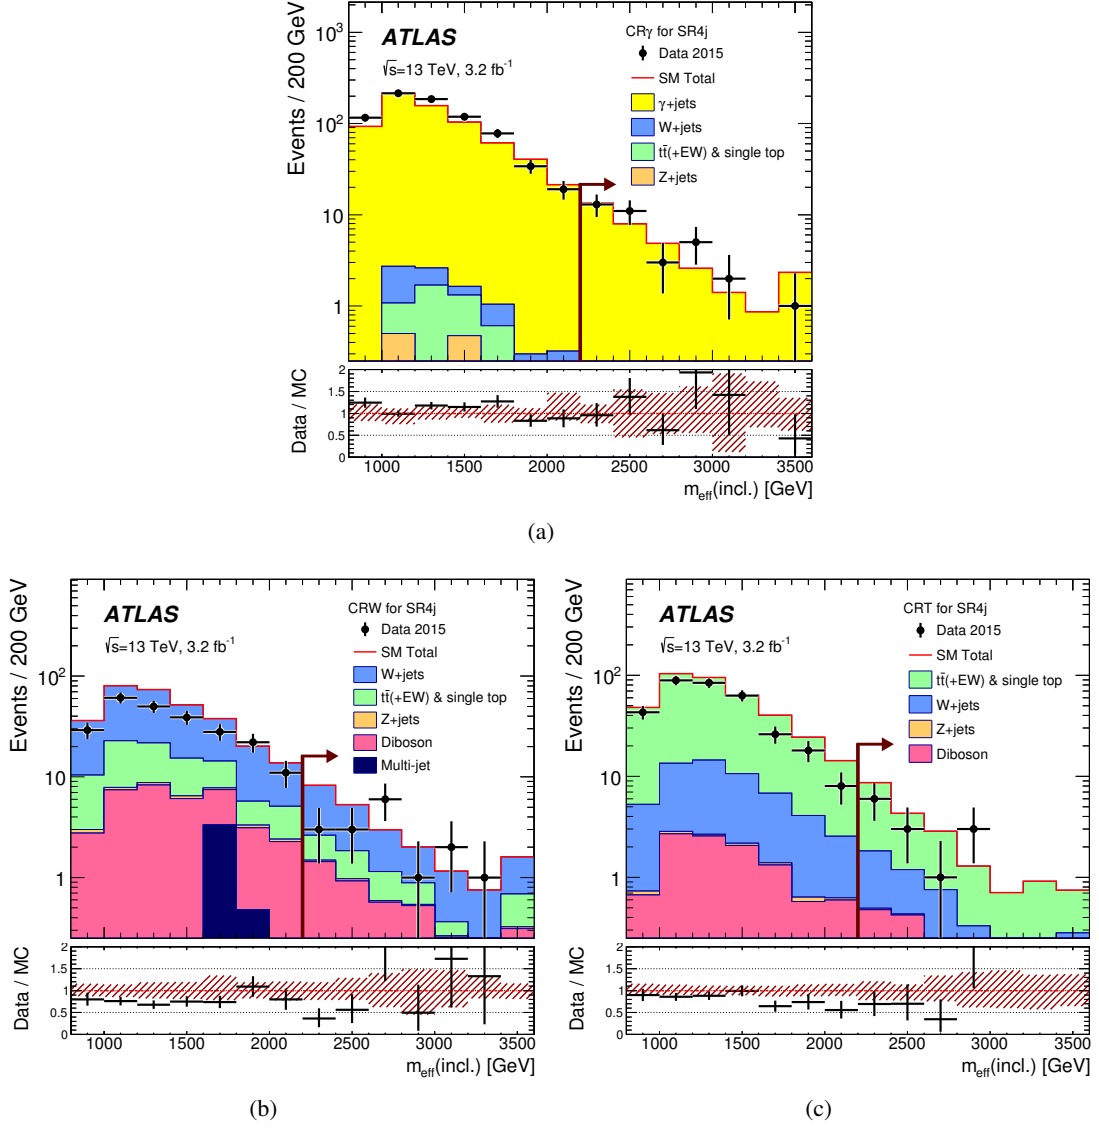 Events / 200 GeV
10³
10²
10
1
ATLAS
√s=13 TeV, 3.2 fb⁻¹
CRγ for SR4j
Data 2015
SM Total
γ+jets
W+jets
tt̄(+EW) & single top
Z+jets
Data / MC
2
1.5
1
0.5
0
1000 1500 2000 2500 3000 3500
m_eff(incl.) [GeV]
(a)
Events / 200 GeV
10²
10
1
ATLAS
√s=13 TeV, 3.2 fb⁻¹
CRW for SR4j
Data 2015
SM Total
W+jets
tt̄(+EW) & single top
Z+jets
Diboson
Multi-jet
Data / MC
2
1.5
1
0.5
0
1000 1500 2000 2500 3000 3500
m_eff(incl.) [GeV]
(b)
Events / 200 GeV
10²
10
1
ATLAS
√s=13 TeV, 3.2 fb⁻¹
CRT for SR4j
Data 2015
SM Total
tt̄(+EW) & single top
W+jets
Z+jets
Diboson
Data / MC
2
1.5
1
0.5
0
1000 1500 2000 2500 3000 3500
m_eff(incl.) [GeV]
(c)